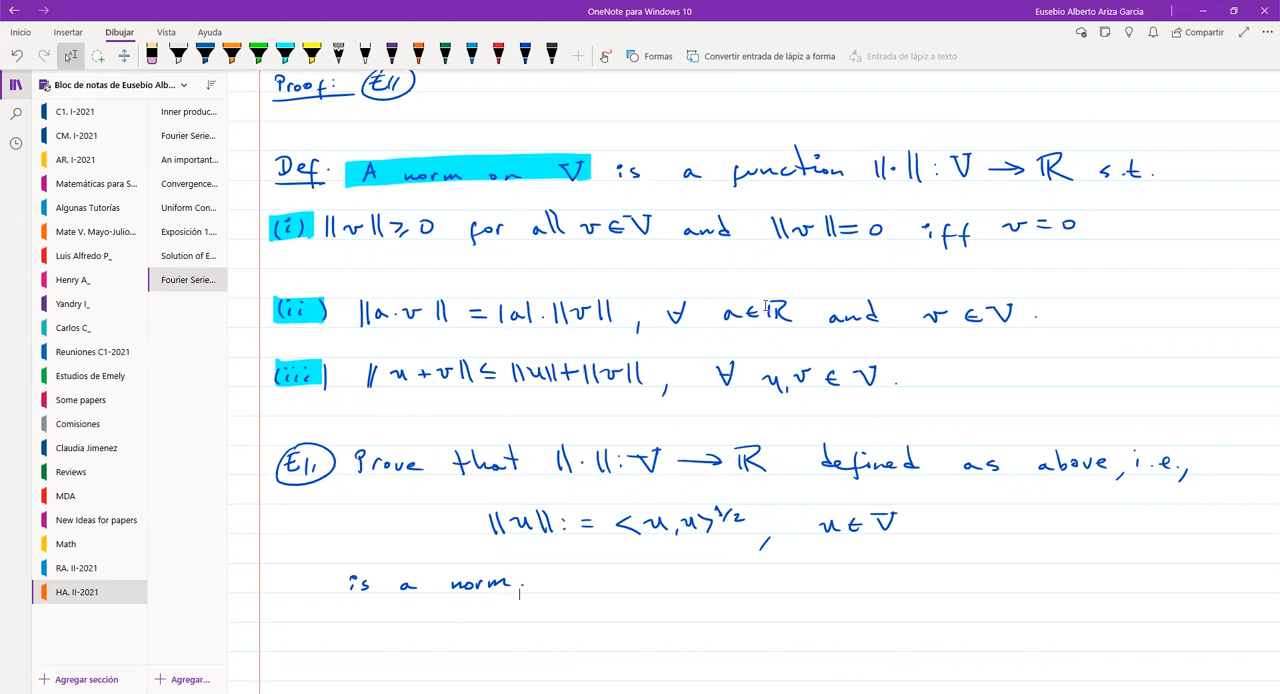 OneNote para Windows 10
Eusebio Alberto Ariza Garcia
Inicio Insertar Dibujar Vista Ayuda
Compartir
Formas
Convertir entrada de lápiz a forma
Entrada de lápiz a texto
Bloc de notas de Eusebio Alb...
C1. I-2021
CM. I-2021
AR. I-2021
Matemáticas para S...
Algunas Tutorías
Mate V. Mayo-Julio...
Luis Alfredo P_
Henry A_
Yandry I_
Carlos C_
Reuniones C1-2021
Estudios de Emely
Some papers
Comisiones
Claudia Jimenez
Reviews
MDA
New Ideas for papers
Math
RA. II-2021
HA. II-2021
Inner produc...
Fourier Serie...
An important...
Convergence...
Uniform Con...
Exposición 1...
Solution of E...
Fourier Serie...
Agregar sección
Agregar...
Proof: E11
Def. A norm on V is a function ‖·‖: V → ℝ s.t.
(i) ‖v‖ ≥ 0 for all v ∈ V and ‖v‖ = 0 iff v = 0
(ii) ‖a·v‖ = |a|·‖v‖, ∀ a ∈ ℝ and v ∈ V.
(iii) ‖u + v‖ ≤ ‖u‖ + ‖v‖, ∀ u, v ∈ V.
E11 Prove that ‖·‖: V → ℝ defined as above, i.e.,
‖u‖ := <u, u>^1/2, u ∈ V
is a norm.